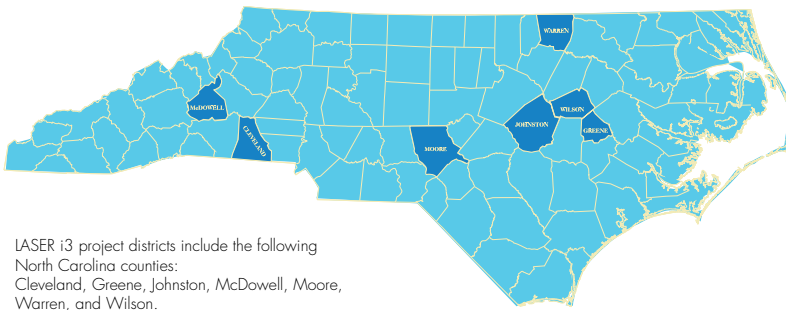 WARREN
McDOWELL
WILSON
JOHNSTON
GREENE
CLEVELAND
MOORE
LASER i3 project districts include the following
North Carolina counties:
Cleveland, Greene, Johnston, McDowell, Moore,
Warren, and Wilson.